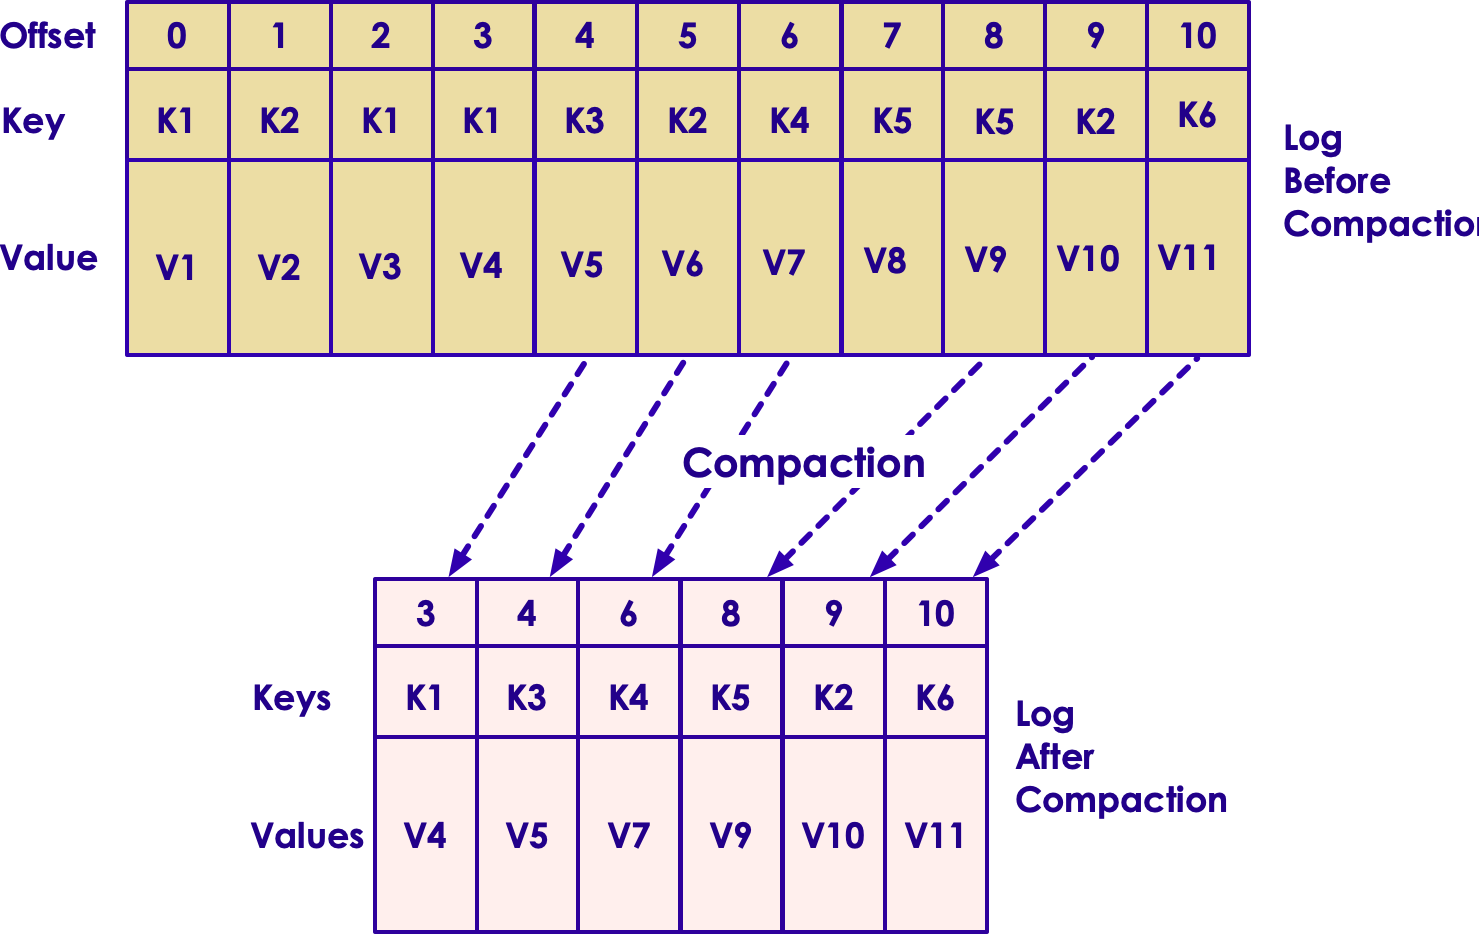 Offset 0 1 2 3 4 5 6 7 8 9 10
Key K1 K2 K1 K1 K3 K2 K4 K5 K5 K2 K6
Value V1 V2 V3 V4 V5 V6 V7 V8 V9 V10 V11
Log
Before
Compaction
Compaction
3 4 6 8 9 10
Keys K1 K3 K4 K5 K2 K6
Values V4 V5 V7 V9 V10 V11
Log
After
Compaction